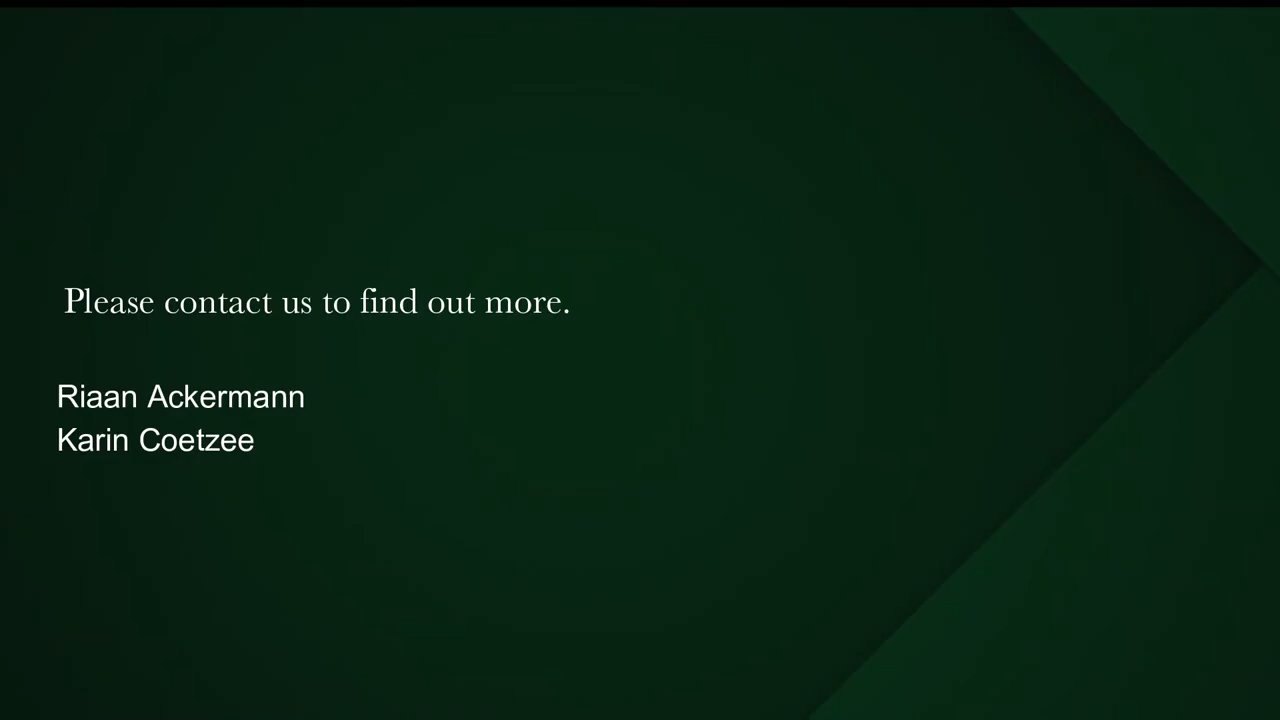 Please contact us to find out more.
Riaan Ackermann
Karin Coetzee